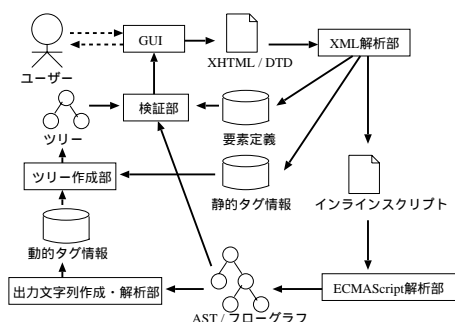 GUI
XHTML / DTD
XML解析部
ユーザー
ツリー
検証部
要素定義
ツリー作成部
静的タグ情報
インラインスクリプト
動的タグ情報
出力文字列作成・解析部
AST / フローグラフ
ECMAScript解析部